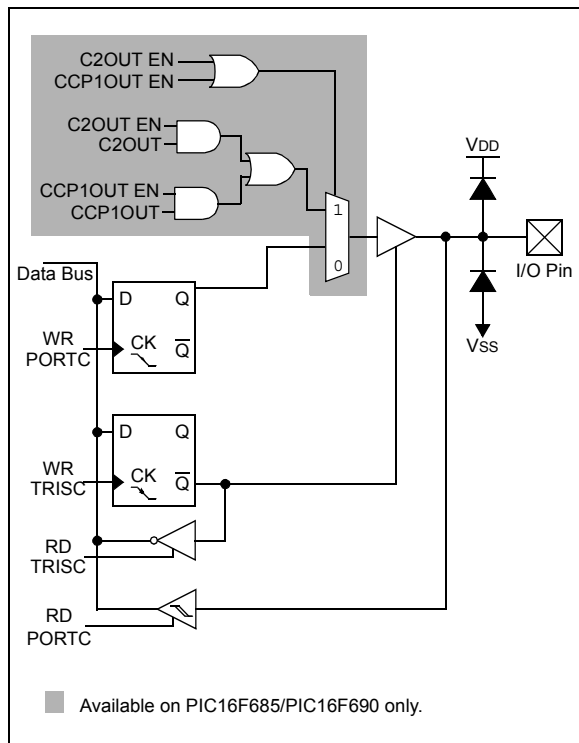 C2OUT EN
CCP1OUT EN
C2OUT EN
C2OUT
CCP1OUT EN
CCP1OUT
1
0
VDD
I/O Pin
VSS
Data Bus
D Q
WR
PORTC
CK Q
D Q
WR
TRISC
CK Q
RD
TRISC
RD
PORTC
Available on PIC16F685/PIC16F690 only.